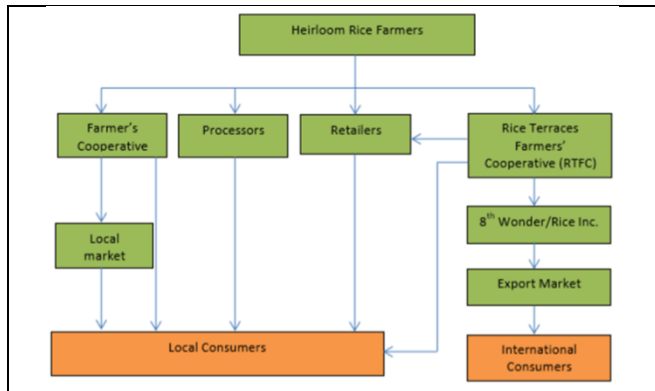 Heirloom Rice Farmers
Farmer's
Cooperative
Processors
Retailers
Rice Terraces
Farmers'
Cooperative (RTFC)
Local
market
8th Wonder/Rice Inc.
Export Market
Local Consumers
International
Consumers